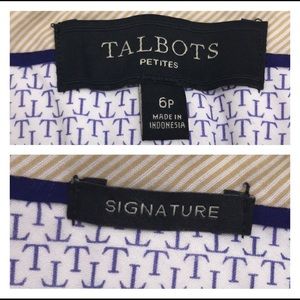 TALBOTS
PETITES
6P
MADE IN
INDONESIA
SIGNATURE